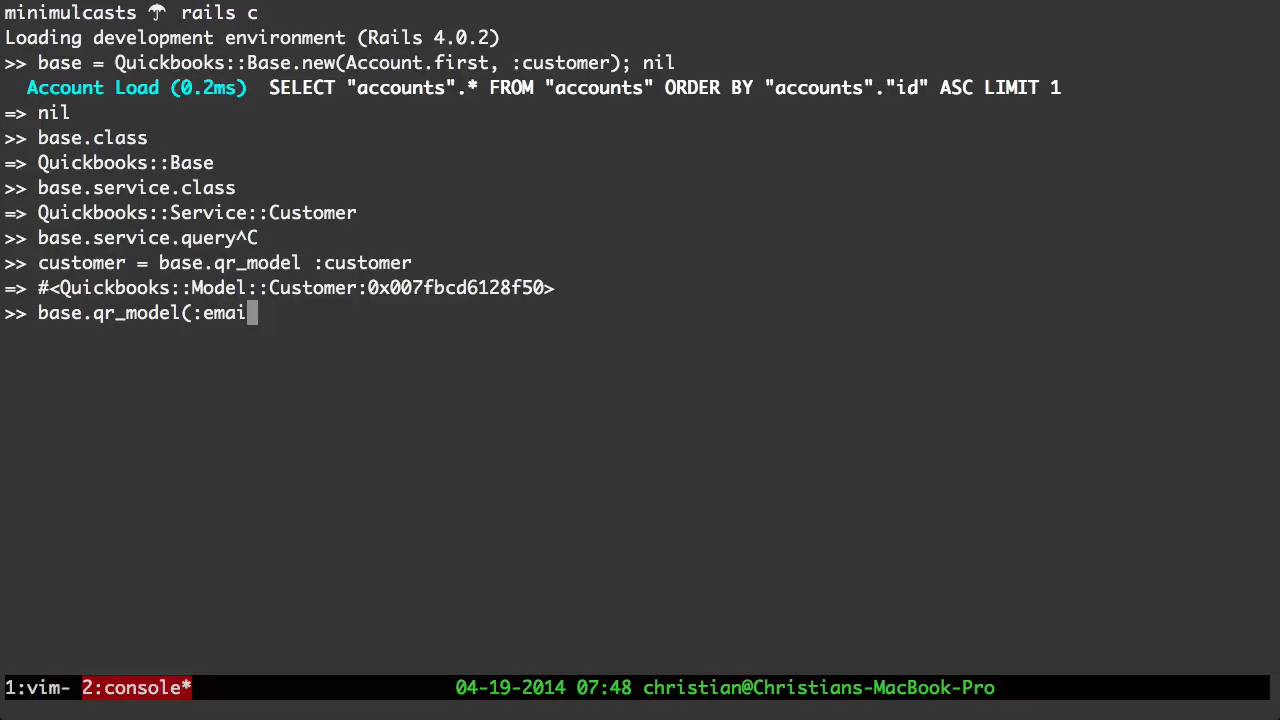 minimulcasts ☂ rails c
Loading development environment (Rails 4.0.2)
>> base = Quickbooks::Base.new(Account.first, :customer); nil
  Account Load (0.2ms)  SELECT "accounts".* FROM "accounts" ORDER BY "accounts"."id" ASC LIMIT 1
=> nil
>> base.class
=> Quickbooks::Base
>> base.service.class
=> Quickbooks::Service::Customer
>> base.service.query^C
>> customer = base.qr_model :customer
=> #<Quickbooks::Model::Customer:0x007fbcd6128f50>
>> base.qr_model(:emai
1:vim- 2:console* 04-19-2014 07:48 christian@Christians-MacBook-Pro